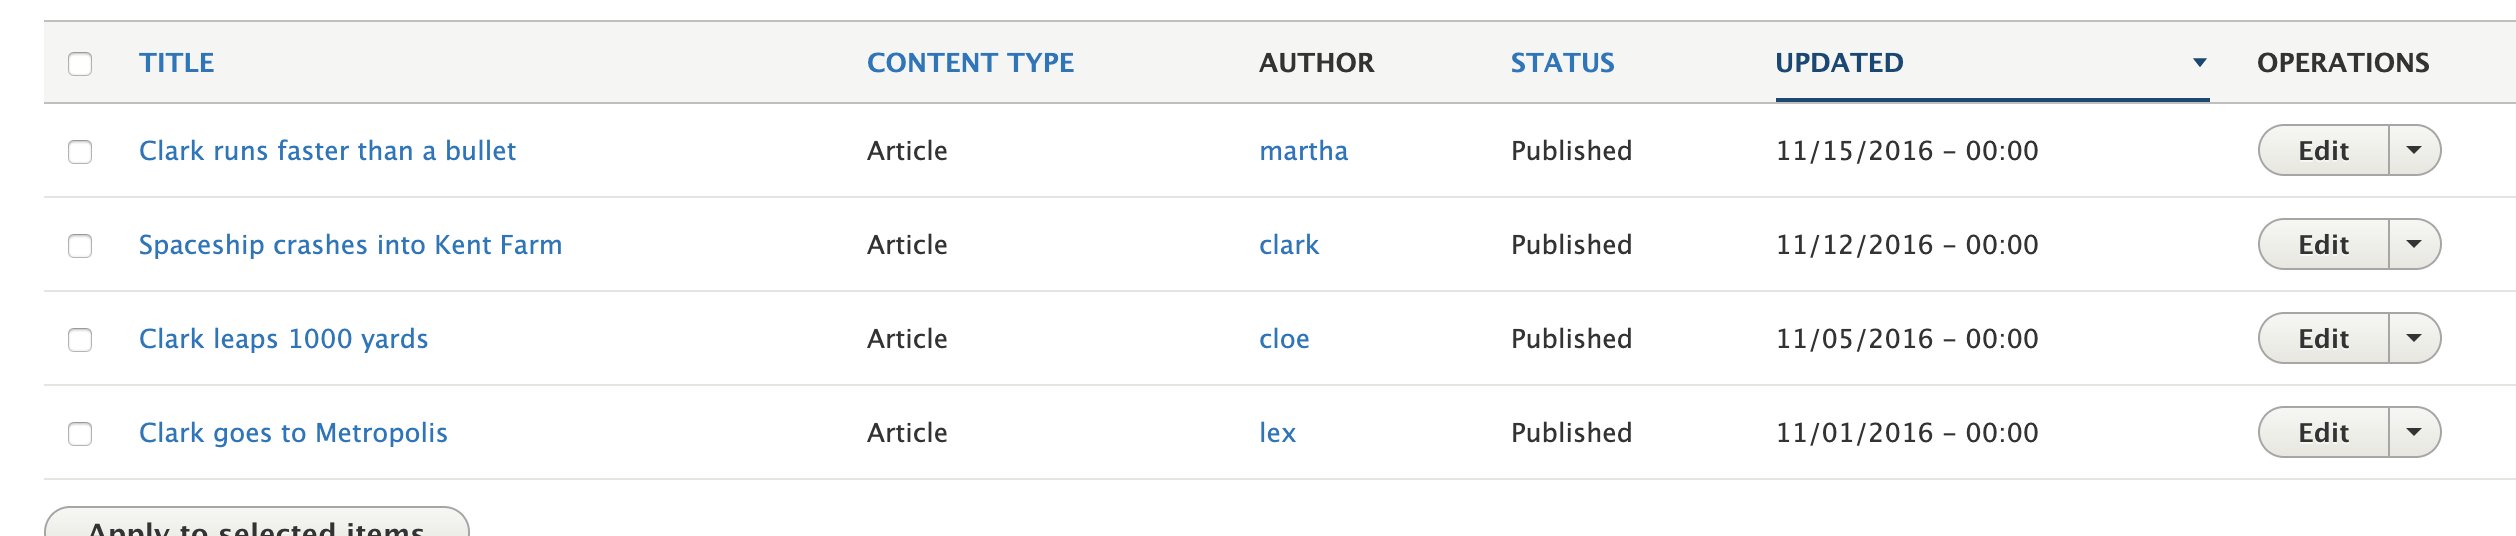 TITLE CONTENT TYPE AUTHOR STATUS UPDATED OPERATIONS
Clark runs faster than a bullet Article martha Published 11/15/2016 – 00:00 Edit
Spaceship crashes into Kent Farm Article clark Published 11/12/2016 – 00:00 Edit
Clark leaps 1000 yards Article cloe Published 11/05/2016 – 00:00 Edit
Clark goes to Metropolis Article lex Published 11/01/2016 – 00:00 Edit
Apply to selected items